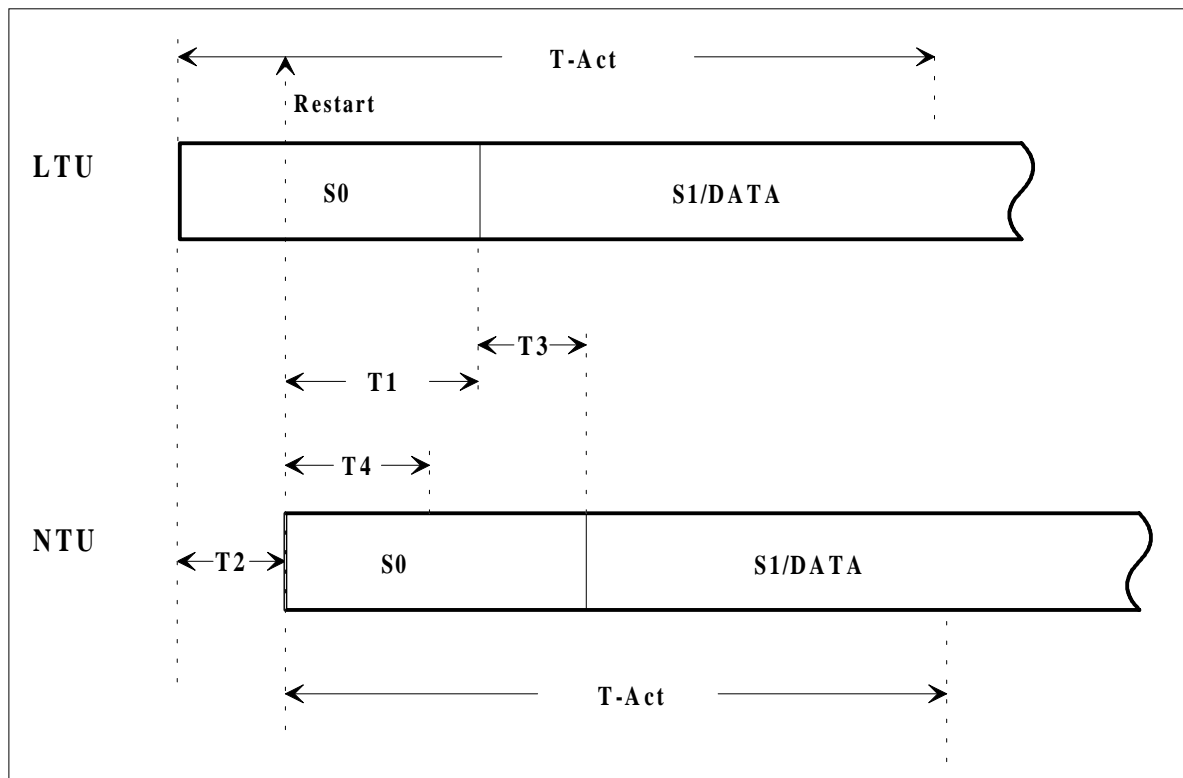 T-Act
Restart
LTU
S0
S1/DATA
T3
T1
T4
NTU
T2
S0
S1/DATA
T-Act